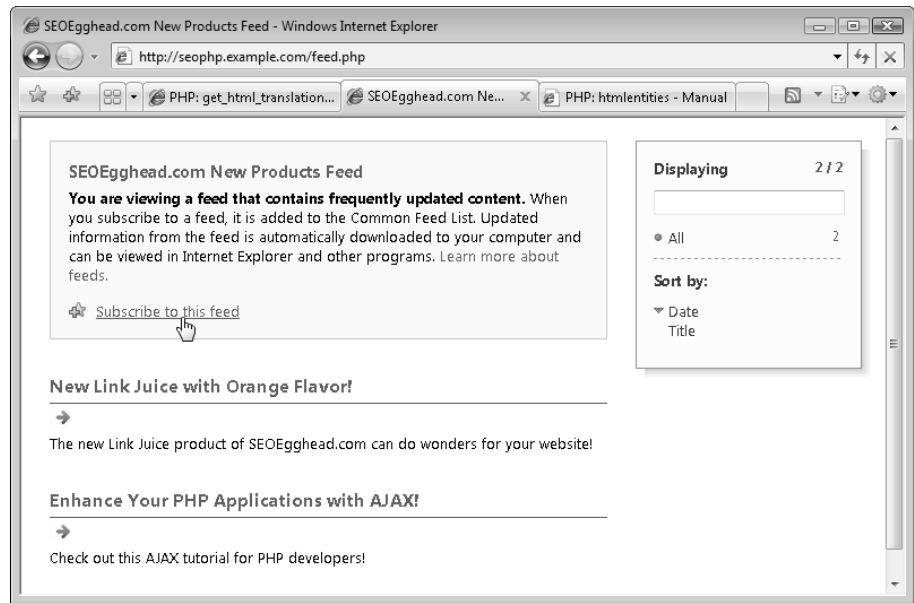 SEOEgghead.com New Products Feed - Windows Internet Explorer
http://seophp.example.com/feed.php
PHP: get_html_translation...
SEOEgghead.com Ne...
PHP: htmlentities - Manual
SEOEgghead.com New Products Feed
You are viewing a feed that contains frequently updated content. When
you subscribe to a feed, it is added to the Common Feed List. Updated
information from the feed is automatically downloaded to your computer and
can be viewed in Internet Explorer and other programs. Learn more about
feeds.
Subscribe to this feed
Displaying 2 / 2
All 2
Sort by:
Date
Title
New Link Juice with Orange Flavor!
The new Link Juice product of SEOEgghead.com can do wonders for your website!
Enhance Your PHP Applications with AJAX!
Check out this AJAX tutorial for PHP developers!